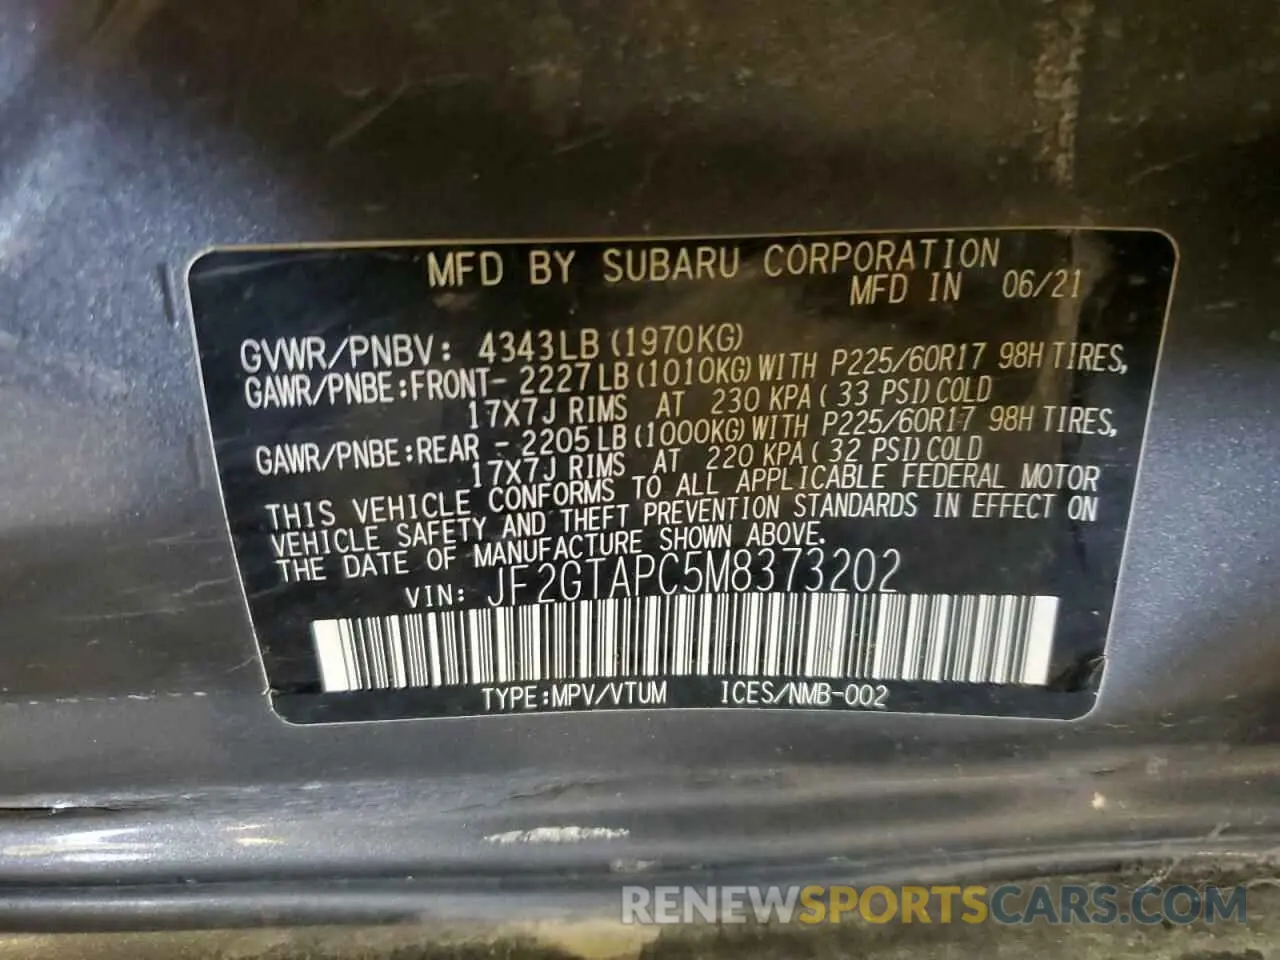 MFD BY SUBARU CORPORATION
MFD IN 06/21
GVWR/PNBV: 4343LB(1970KG)
GAWR/PNBE:FRONT- 2227LB(1010KG)WITH P225/60R17 98H TIRES,
17X7J RIMS AT 230 KPA(33 PSI)COLD
GAWR/PNBE:REAR - 2205LB(1000KG)WITH P225/60R17 98H TIRES,
17X7J RIMS AT 220 KPA(32 PSI)COLD
THIS VEHICLE CONFORMS TO ALL APPLICABLE FEDERAL MOTOR
VEHICLE SAFETY AND THEFT PREVENTION STANDARDS IN EFFECT ON
THE DATE OF MANUFACTURE SHOWN ABOVE.
VIN: JF2GTAPC5M8373202
TYPE:MPV/VTUM ICES/NMB-002
RENEWSPORTSCARS.COM